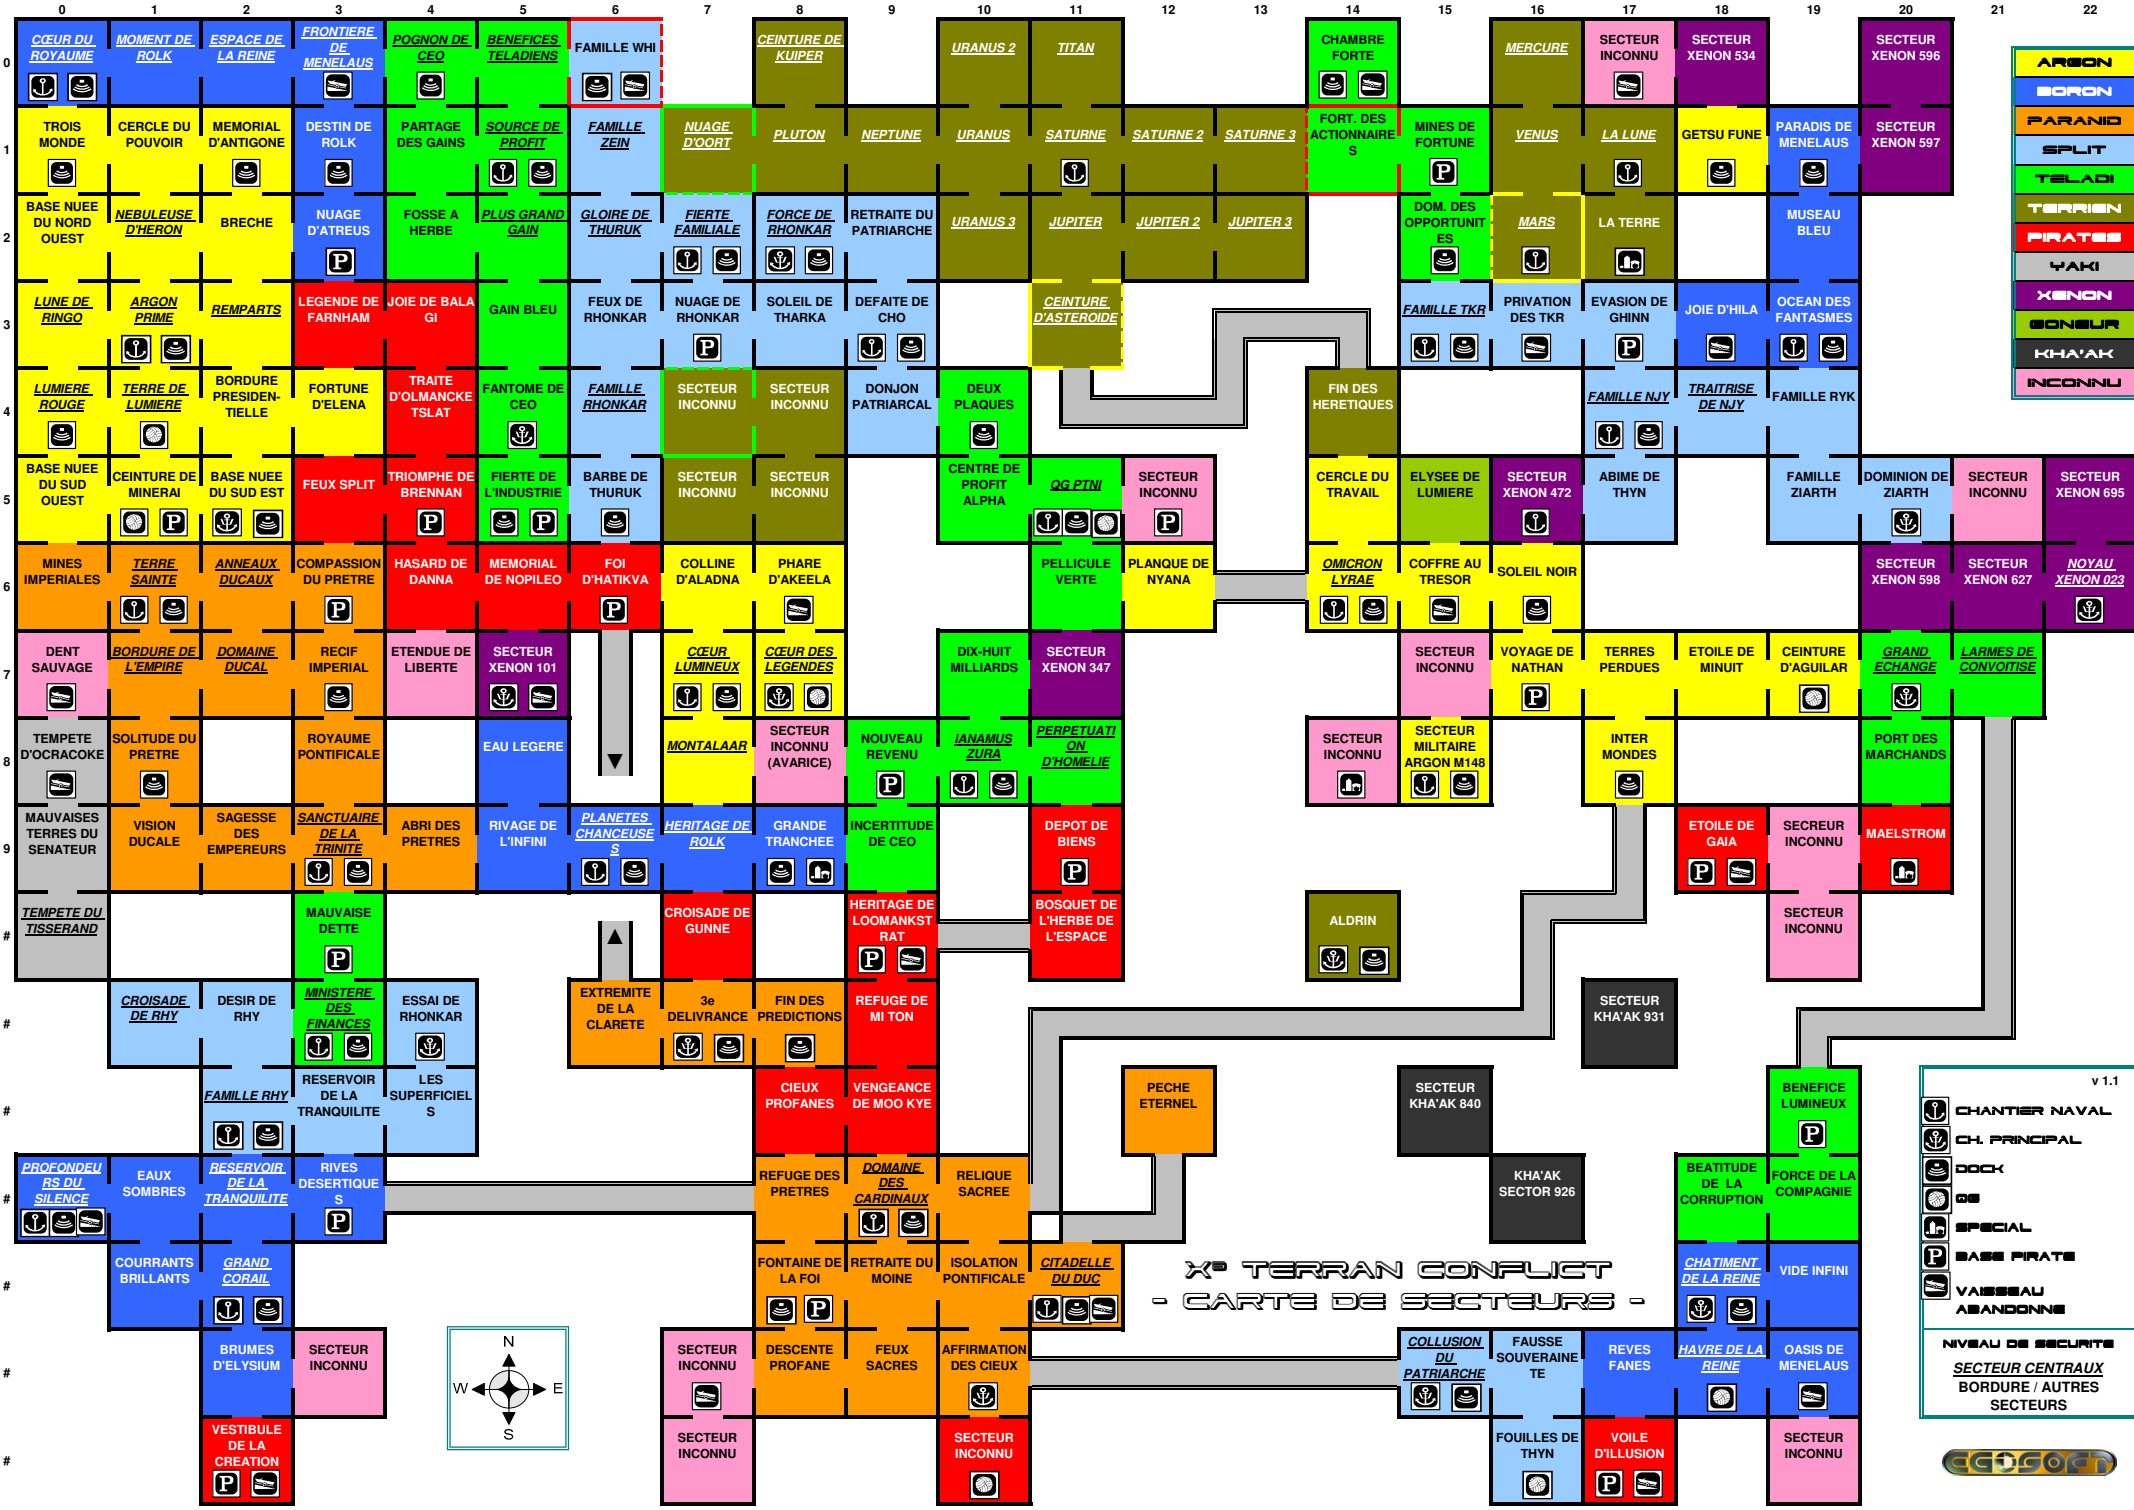 0 1 2 3 4 5 6 7 8 9 10 11 12 13 14 15 16 17 18 19 20 21 22
0
CŒUR DU
ROYAUME
MOMENT DE
ROLK
ESPACE DE
LA REINE
FRONTIERE
DE
MENELAUS
POGNON DE
CEO
BENEFICES
TELADIENS
FAMILLE WHI
CEINTURE DE
KUIPER
URANUS 2
TITAN
CHAMBRE
FORTE
MERCURE
SECTEUR
INCONNU
SECTEUR
XENON 534
SECTEUR
XENON 596
1
TROIS
MONDE
CERCLE DU
POUVOIR
MEMORIAL
D'ANTIGONE
DESTIN DE
ROLK
PARTAGE
DES GAINS
SOURCE DE
PROFIT
FAMILLE
ZEIN
NUAGE
D'OORT
PLUTON
NEPTUNE
URANUS
SATURNE
SATURNE 2
SATURNE 3
FORT. DES
ACTIONNAIRE
S
MINES DE
FORTUNE
P
VENUS
LA LUNE
GETSU FUNE
PARADIS DE
MENELAUS
SECTEUR
XENON 597
2
BASE NUEE
DU NORD
OUEST
NEBULEUSE
D'HERON
BRECHE
NUAGE
D'ATREUS
P
FOSSE A
HERBE
PLUS GRAND
GAIN
GLOIRE DE
THURUK
FIERTE
FAMILIALE
FORCE DE
RHONKAR
RETRAITE DU
PATRIARCHE
URANUS 3
JUPITER
JUPITER 2
JUPITER 3
DOM. DES
OPPORTUNIT
ES
MARS
LA TERRE
MUSEAU
BLEU
3
LUNE DE
RINGO
ARGON
PRIME
REMPARTS
LEGENDE DE
FARNHAM
JOIE DE BALA
GI
GAIN BLEU
FEUX DE
RHONKAR
NUAGE DE
RHONKAR
P
SOLEIL DE
THARKA
DEFAITE DE
CHO
CEINTURE
D'ASTEROIDE
FAMILLE TKR
PRIVATION
DES TKR
EVASION DE
GHINN
P
JOIE D'HILA
OCEAN DES
FANTASMES
4
LUMIERE
ROUGE
TERRE DE
LUMIERE
BORDURE
PRESIDEN-
TIELLE
FORTUNE
D'ELENA
TRAITE
D'OLMANCKE
TSLAT
FANTOME DE
CEO
FAMILLE
RHONKAR
SECTEUR
INCONNU
SECTEUR
INCONNU
DONJON
PATRIARCAL
DEUX
PLAQUES
FIN DES
HERETIQUES
FAMILLE NJY
TRAITRISE
DE NJY
FAMILLE RYK
5
BASE NUEE
DU SUD
OUEST
CEINTURE DE
MINERAI
P
BASE NUEE
DU SUD EST
FEUX SPLIT
TRIOMPHE DE
BRENNAN
P
FIERTE DE
L'INDUSTRIE
P
BARBE DE
THURUK
SECTEUR
INCONNU
SECTEUR
INCONNU
CENTRE DE
PROFIT
ALPHA
QG PTNI
SECTEUR
INCONNU
P
CERCLE DU
TRAVAIL
ELYSEE DE
LUMIERE
SECTEUR
XENON 472
ABIME DE
THYN
FAMILLE
ZIARTH
DOMINION DE
ZIARTH
SECTEUR
INCONNU
SECTEUR
XENON 695
6
MINES
IMPERIALES
TERRE
SAINTE
ANNEAUX
DUCAUX
COMPASSION
DU PRETRE
P
HASARD DE
DANNA
MEMORIAL
DE NOPILEO
FOI
D'HATIKVA
P
COLLINE
D'ALADNA
PHARE
D'AKEELA
PELLICULE
VERTE
PLANQUE DE
NYANA
OMICRON
LYRAE
COFFRE AU
TRESOR
SOLEIL NOIR
SECTEUR
XENON 598
SECTEUR
XENON 627
NOYAU
XENON 023
7
DENT
SAUVAGE
BORDURE DE
L'EMPIRE
DOMAINE
DUCAL
RECIF
IMPERIAL
ETENDUE DE
LIBERTE
SECTEUR
XENON 101
CŒUR
LUMINEUX
CŒUR DES
LEGENDES
DIX-HUIT
MILLIARDS
SECTEUR
XENON 347
SECTEUR
INCONNU
VOYAGE DE
NATHAN
P
TERRES
PERDUES
ETOILE DE
MINUIT
CEINTURE
D'AGUILAR
GRAND
ECHANGE
LARMES DE
CONVOITISE
8
TEMPETE
D'OCRACOKE
SOLITUDE DU
PRETRE
ROYAUME
PONTIFICALE
EAU LEGERE
MONTALAAR
SECTEUR
INCONNU
(AVARICE)
NOUVEAU
REVENU
P
IANAMUS
ZURA
PERPETUATI
ON
D'HOMELIE
SECTEUR
INCONNU
SECTEUR
MILITAIRE
ARGON M148
INTER
MONDES
PORT DES
MARCHANDS
9
MAUVAISES
TERRES DU
SENATEUR
VISION
DUCALE
SAGESSE
DES
EMPEREURS
SANCTUAIRE
DE LA
TRINITE
ABRI DES
PRETRES
RIVAGE DE
L'INFINI
PLANETES
CHANCEUSE
S
HERITAGE DE
ROLK
GRANDE
TRANCHEE
INCERTITUDE
DE CEO
DEPOT DE
BIENS
P
ETOILE DE
GAIA
P
SECREUR
INCONNU
MAELSTROM
#
TEMPETE DU
TISSERAND
MAUVAISE
DETTE
P
CROISADE DE
GUNNE
HERITAGE DE
LOOMANKST
RAT
P
BOSQUET DE
L'HERBE DE
L'ESPACE
ALDRIN
SECTEUR
INCONNU
#
CROISADE
DE RHY
DESIR DE
RHY
MINISTERE
DES
FINANCES
ESSAI DE
RHONKAR
EXTREMITE
DE LA
CLARETE
3e
DELIVRANCE
FIN DES
PREDICTIONS
REFUGE DE
MI TON
SECTEUR
KHA'AK 931
#
FAMILLE RHY
RESERVOIR
DE LA
TRANQUILITE
LES
SUPERFICIEL
S
CIEUX
PROFANES
VENGEANCE
DE MOO KYE
PECHE
ETERNEL
SECTEUR
KHA'AK 840
BENEFICE
LUMINEUX
P
#
PROFONDEU
RS DU
SILENCE
EAUX
SOMBRES
RESERVOIR
DE LA
TRANQUILITE
RIVES
DESERTIQUE
S
P
REFUGE DES
PRETRES
DOMAINE
DES
CARDINAUX
RELIQUE
SACREE
KHA'AK
SECTOR 926
BEATITUDE
DE LA
CORRUPTION
FORCE DE LA
COMPAGNIE
#
COURRANTS
BRILLANTS
GRAND
CORAIL
FONTAINE DE
LA FOI
P
RETRAITE DU
MOINE
ISOLATION
PONTIFICALE
CITADELLE
DU DUC
X3 TERRAN CONFLICT
- CARTE DE SECTEURS -
CHATIMENT
DE LA REINE
VIDE INFINI
#
BRUMES
D'ELYSIUM
SECTEUR
INCONNU
N
W E
S
SECTEUR
INCONNU
DESCENTE
PROFANE
FEUX
SACRES
AFFIRMATION
DES CIEUX
COLLUSION
DU
PATRIARCHE
FAUSSE
SOUVERAINE
TE
REVES
FANES
HAVRE DE LA
REINE
OASIS DE
MENELAUS
#
VESTIBULE
DE LA
CREATION
P
SECTEUR
INCONNU
SECTEUR
INCONNU
FOUILLES DE
THYN
VOILE
D'ILLUSION
P
SECTEUR
INCONNU
ARGON
BORON
PARANID
SPLIT
TELADI
TERRIEN
PIRATES
YAKI
XENON
GONEUR
KHA'AK
INCONNU
v 1.1
CHANTIER NAVAL
CH. PRINCIPAL
DOCK
QG
SPECIAL
P BASE PIRATE
VAISSEAU
ABANDONNE
NIVEAU DE SECURITE
SECTEUR CENTRAUX
BORDURE / AUTRES
SECTEURS
EGOSOFT